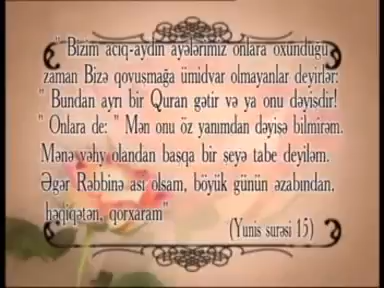 " Bizim açıq-aydın ayələrimiz onlara oxunduğu
zaman Bizə qovuşmağa ümidvar olmayanlar deyirlər:
" Bundan ayrı bir Quran gətir və ya onu dəyişdir!
" Onlara de: " Mən onu öz yanımdan dəyişə bilmirəm.
Mənə vəhy olandan başqa bir şeyə tabe deyiləm.
Əgər Rəbbinə asi olsam, böyük günün əzabından,
həqiqətən, qorxaram"
(Yunis surəsi 15)